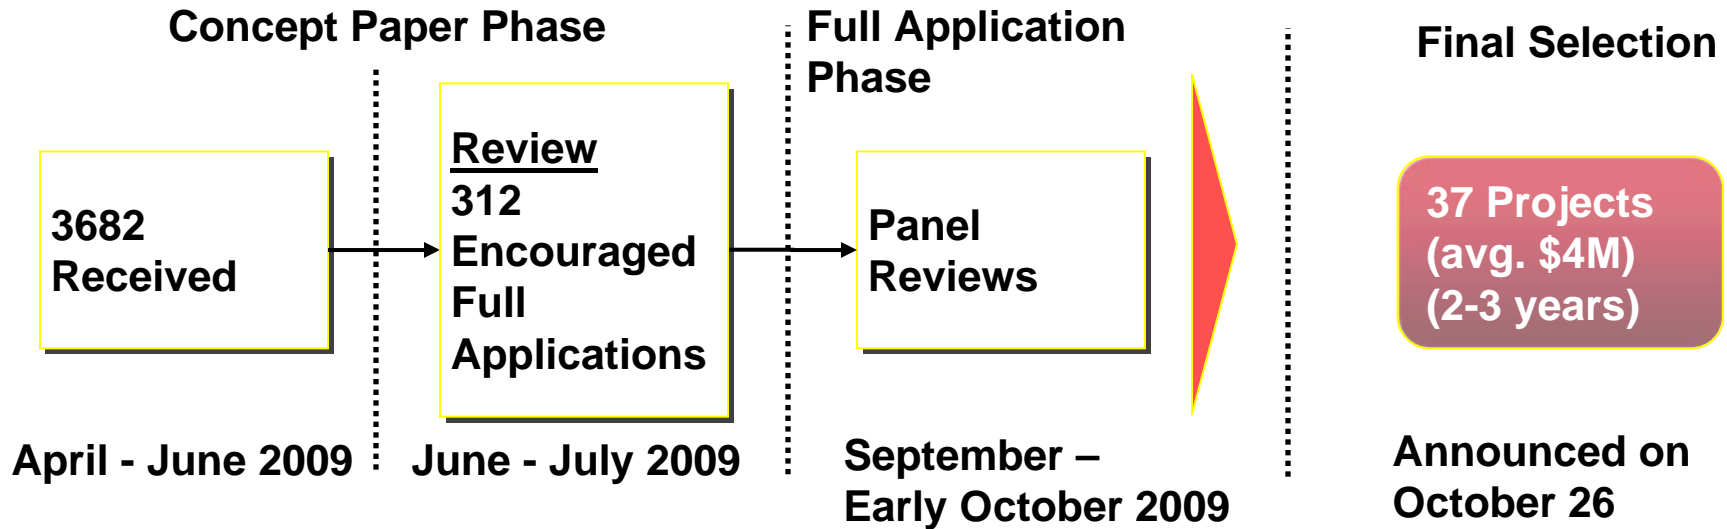 Concept Paper Phase
Full Application
Phase
Final Selection
3682
Received
Review
312
Encouraged
Full
Applications
Panel
Reviews
37 Projects
(avg. $4M)
(2-3 years)
April - June 2009
June - July 2009
September –
Early October 2009
Announced on
October 26